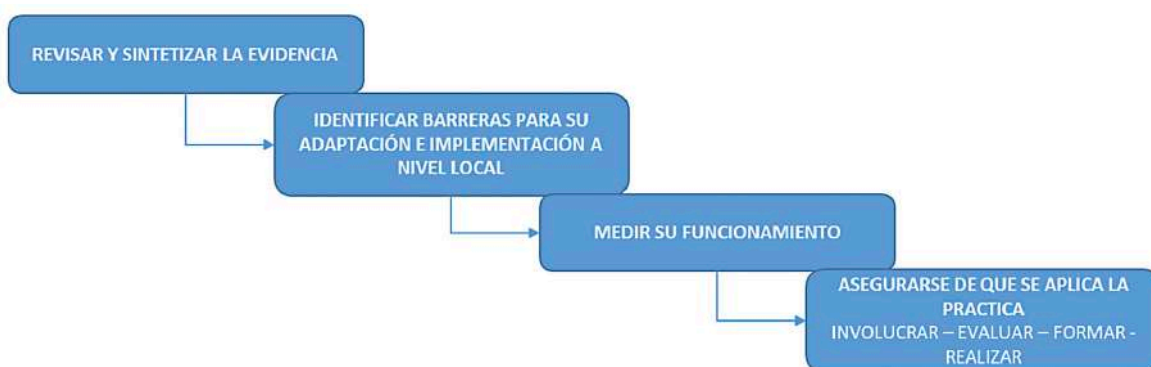 REVISAR Y SINTETIZAR LA EVIDENCIA
IDENTIFICAR BARRERAS PARA SU
ADAPTACIÓN E IMPLEMENTACIÓN A
NIVEL LOCAL
MEDIR SU FUNCIONAMIENTO
ASEGURARSE DE QUE SE APLICA LA
PRACTICA
INVOLUCRAR – EVALUAR – FORMAR -
REALIZAR